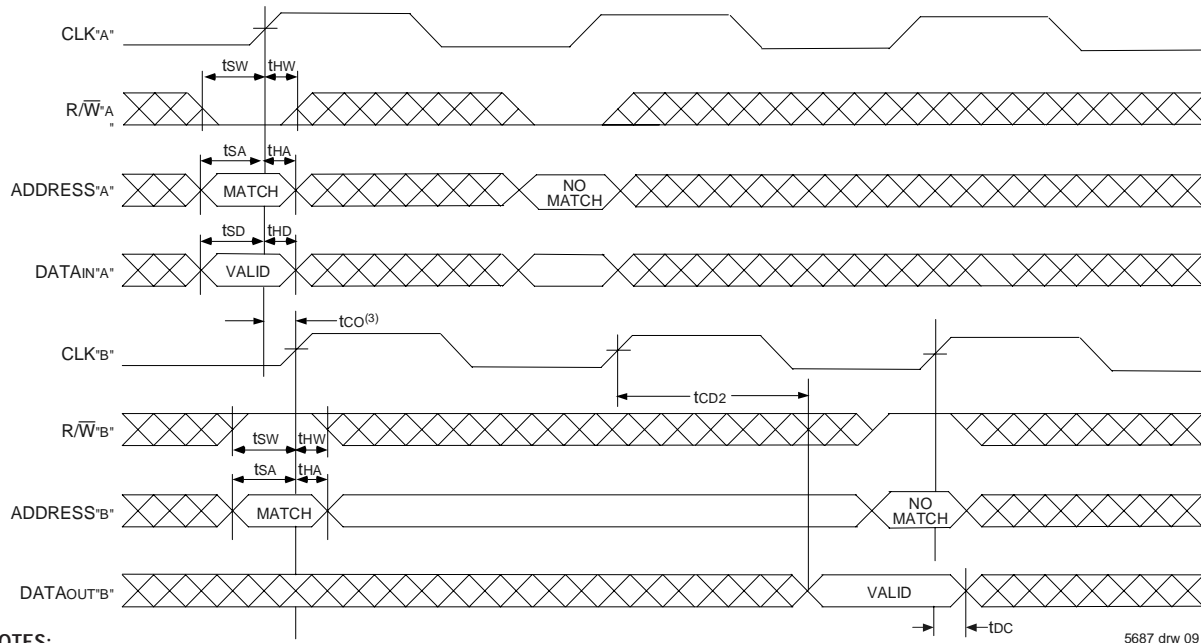 CLK"A"
tSW tHW
R/W̅"A
"
tSA tHA
ADDRESS"A" MATCH NO MATCH
tSD tHD
DATAIN"A" VALID
tCO(3)
CLK"B"
tCD2
R/W̅"B"
tSW tHW
tSA tHA
ADDRESS"B" MATCH NO MATCH
DATAOUT"B" VALID
tDC
OTES:
5687 drw 09